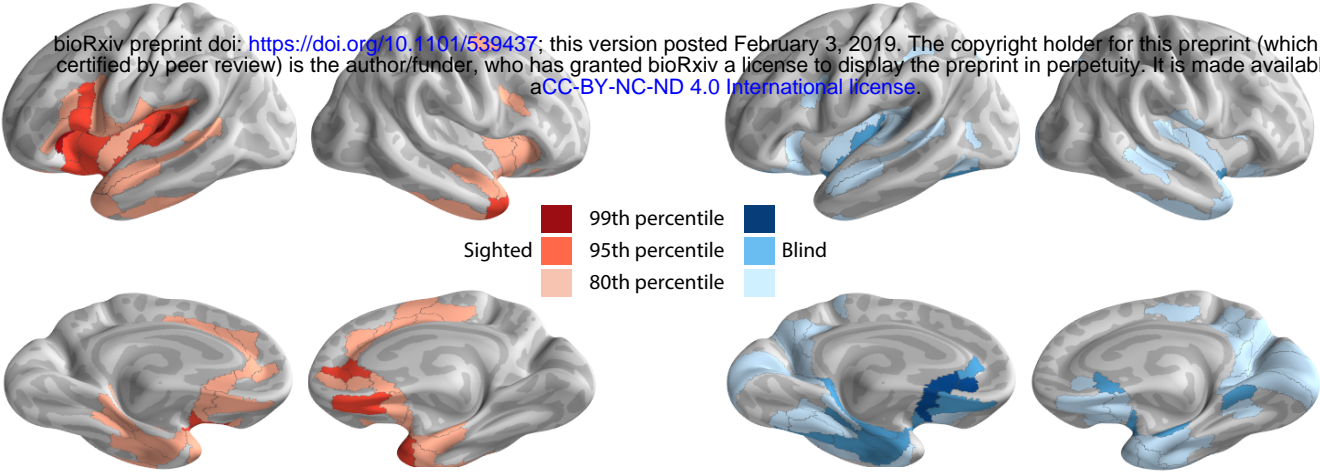 bioRxiv preprint doi: https://doi.org/10.1101/539437; this version posted February 3, 2019. The copyright holder for this preprint (which
certified by peer review) is the author/funder, who has granted bioRxiv a license to display the preprint in perpetuity. It is made
aCC-BY-NC-ND 4.0 International license.
99th percentile
Sighted 95th percentile Blind
80th percentile